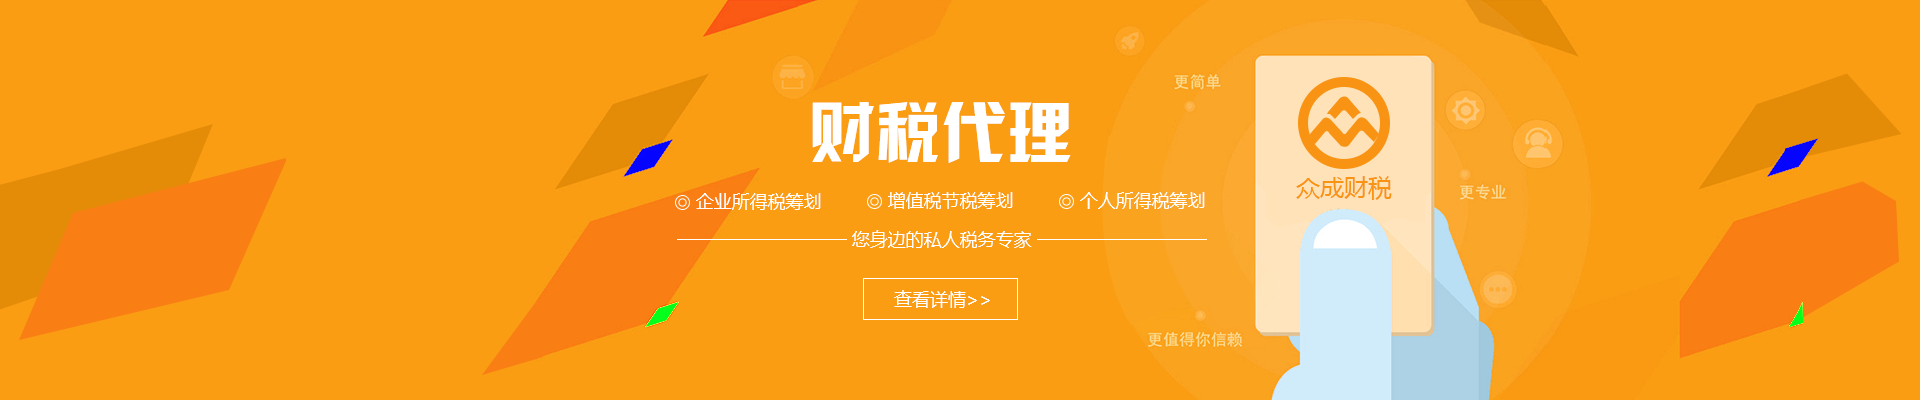 财税代理
◎ 企业所得税筹划 ◎ 增值税节税筹划 ◎ 个人所得税筹划
您身边的私人税务专家
查看详情>>
更简单
众成财税
更专业
更值得你信赖